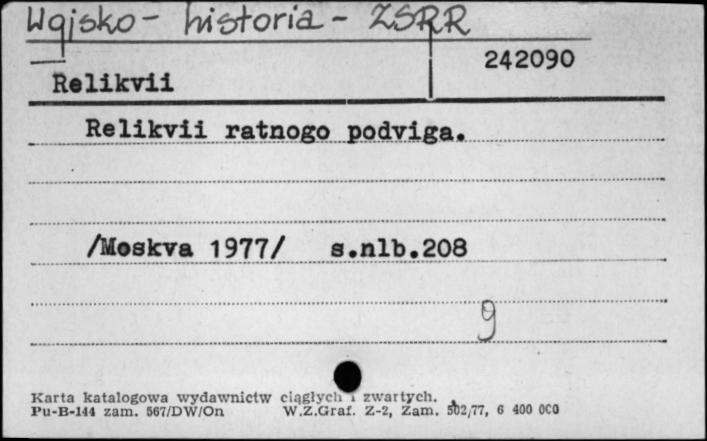 Wojsko - historia - ZSRR
242090
Relikvii
Relikvii ratnogo podviga.
/Moskva 1977/ s.nlb.208
9
Karta katalogowa wydawnictw ciągłych i zwartych.
Pu-B-144 zam. 567/DW/On W.Z.Graf. Z-2, Zam. 502,77, 6 400 000